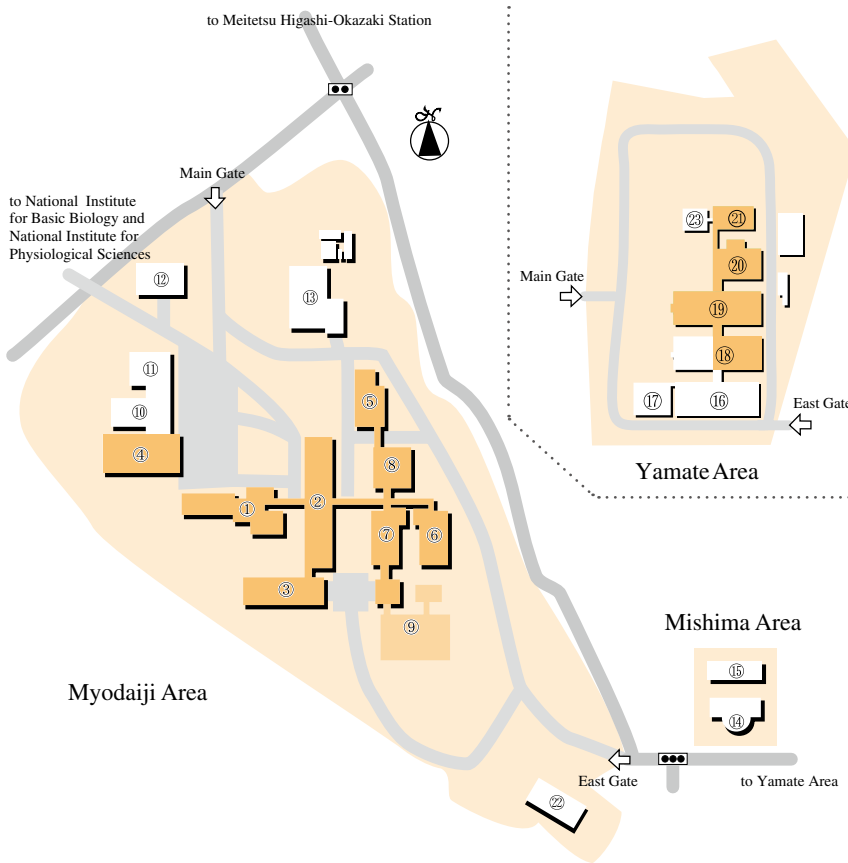 to Meitetsu Higashi-Okazaki Station
N
Main Gate
to National Institute
for Basic Biology and
National Institute for
Physiological Sciences
⑫
⑬
⑪
⑩
④
⑤
⑧
①
②
⑦
⑥
③
⑨
Myodaiji Area
㉒
East Gate
to Yamate Area
Mishima Area
⑮
⑭
㉓
㉑
⑳
Main Gate
⑲
⑱
⑰
⑯
East Gate
Yamate Area